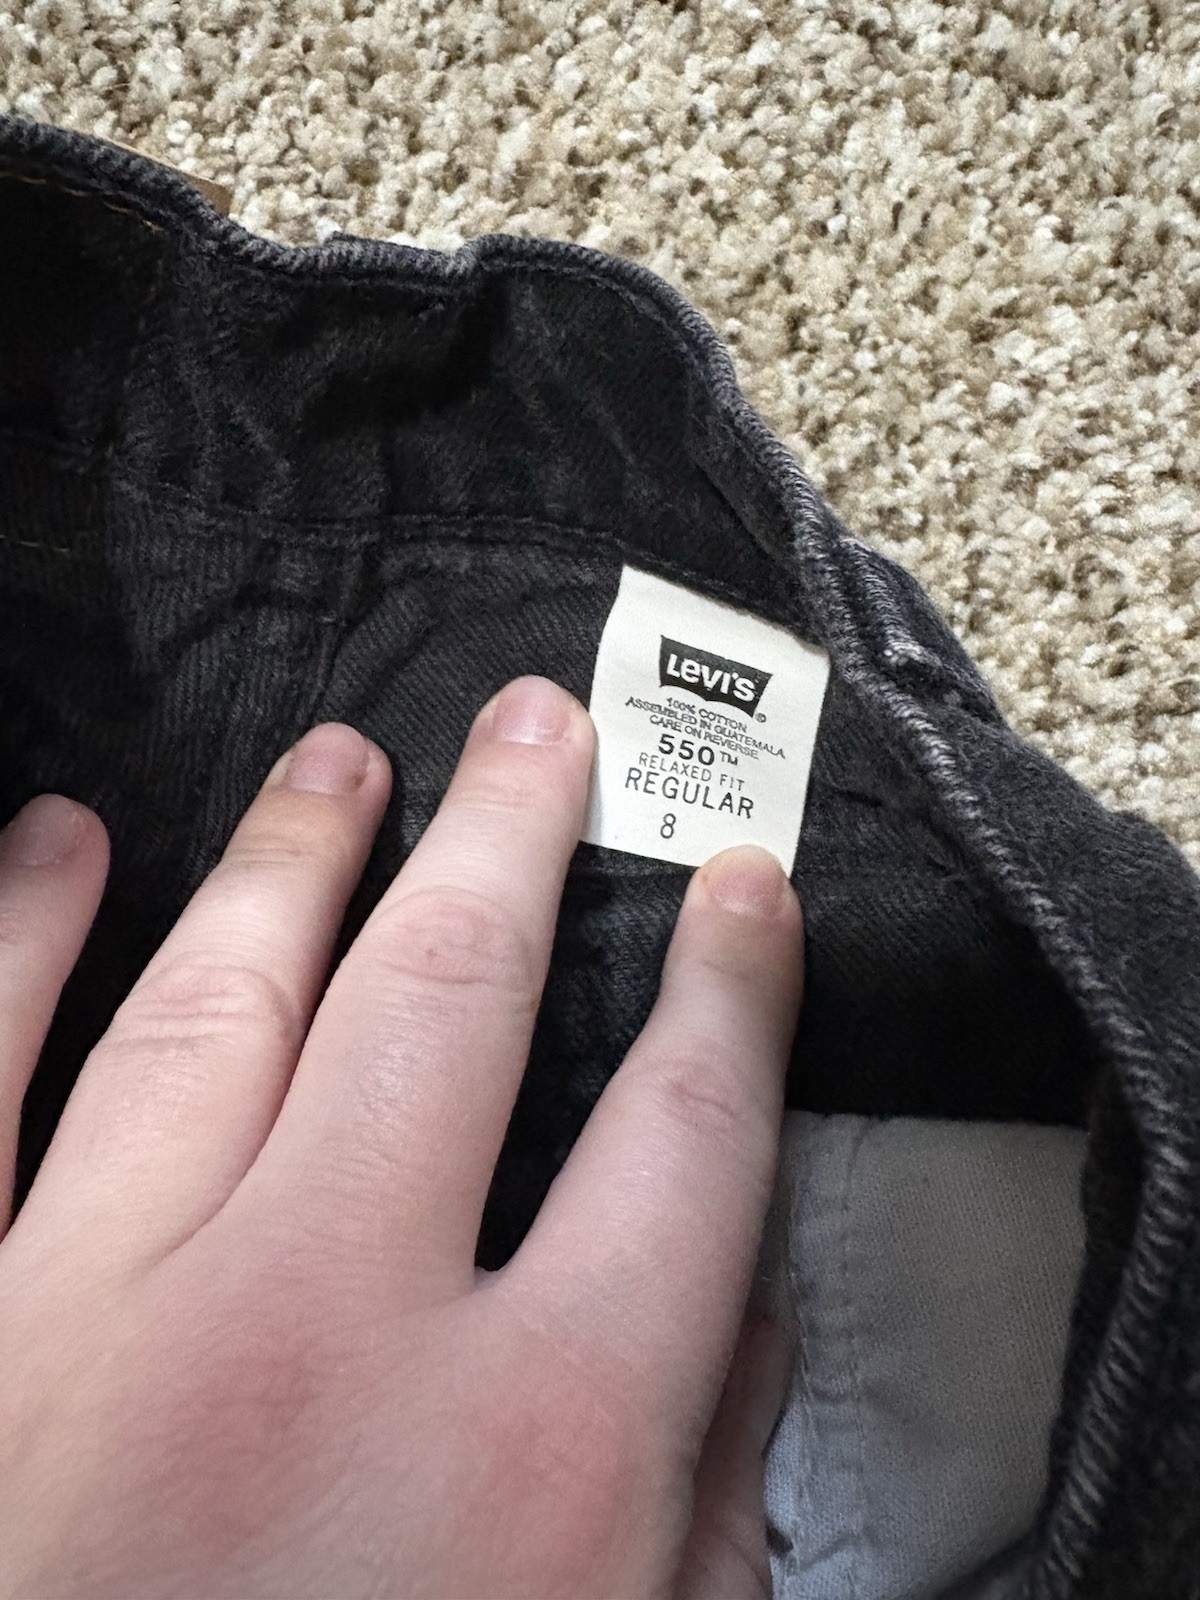 LEVI'S ®
100% COTTON
ASSEMBLED IN GUATEMALA
CARE ON REVERSE
550™
RELAXED FIT
REGULAR
8